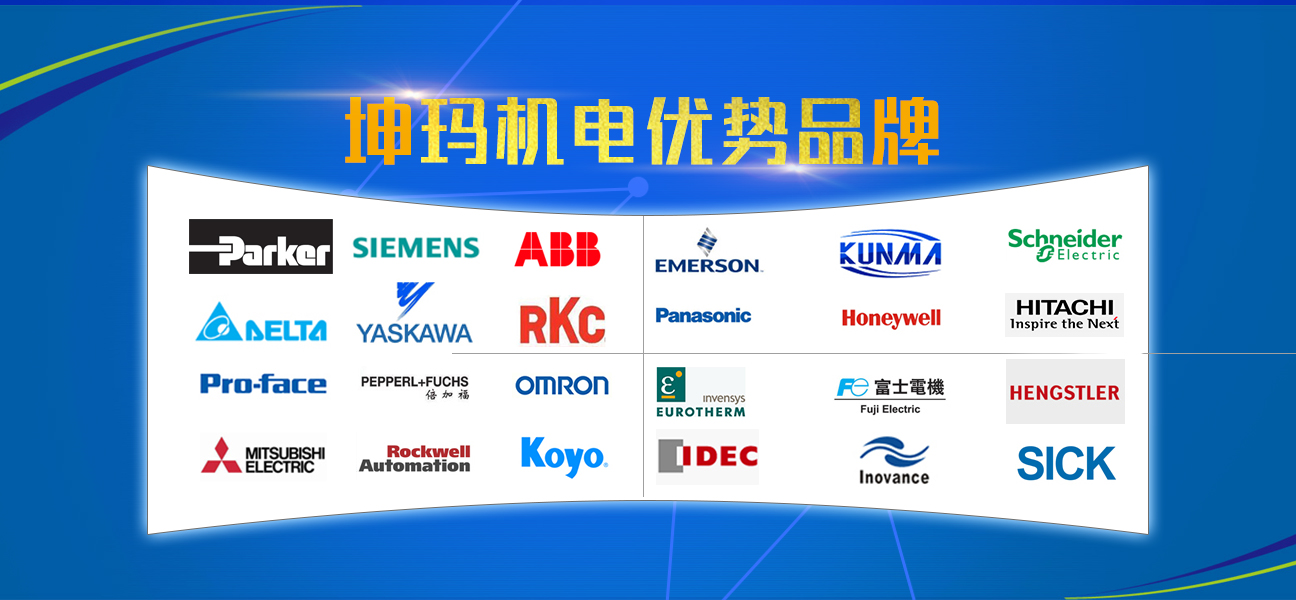 坤玛机电优势品牌
Parker
SIEMENS
ABB
EMERSON
KUNMA
Schneider
Electric
DELTA
YASKAWA
RKC
Panasonic
Honeywell
HITACHI
Inspire the Next
Pro-face
PEPPERL+FUCHS
倍加福
OMRON
invensys
EUROTHERM
富士電機
Fuji Electric
HENGSTLER
MITSUBISHI
ELECTRIC
Rockwell
Automation
Koyo
IDEC
Inovance
SICK